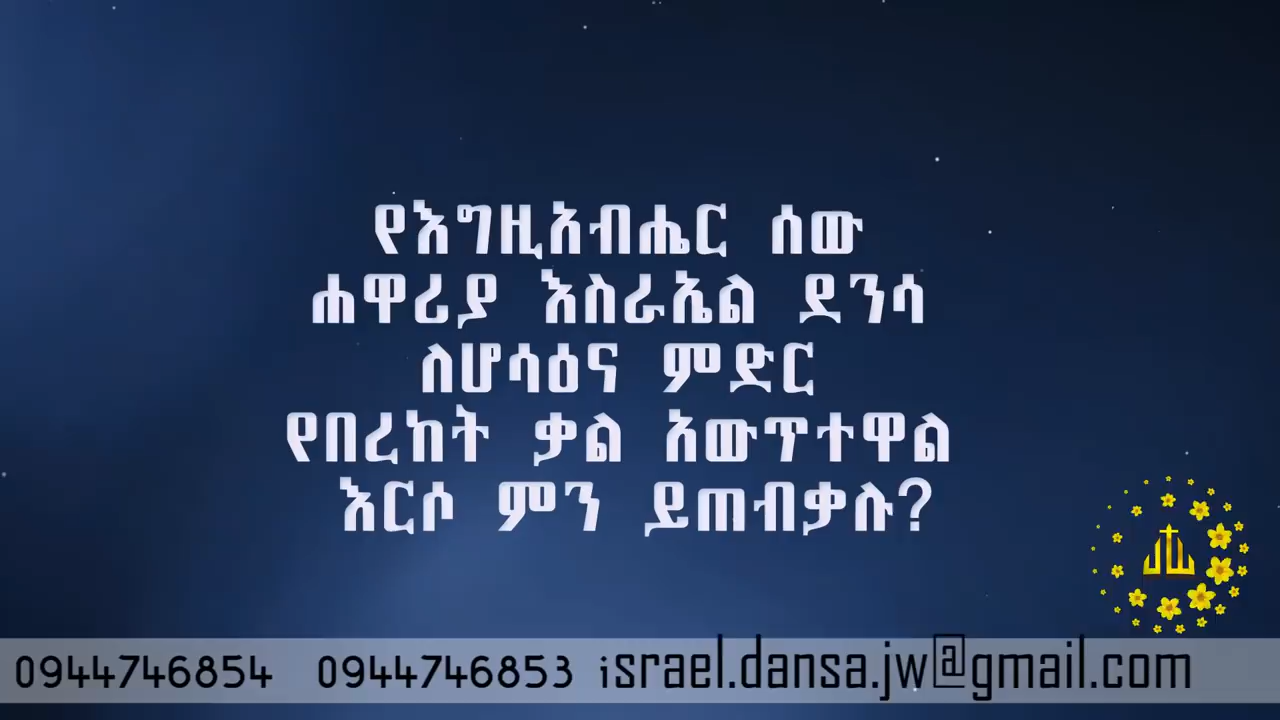 የእግዚአብሔር ሰው
ሐዋሪያ እስራኤል ደንሳ
ለሆሳዕና ምድር
የበረከት ቃል አውጥተዋል
እርሶ ምን ይጠብቃሉ?
JW
0944746854 0944746853 israel.dansa.jw@gmail.com